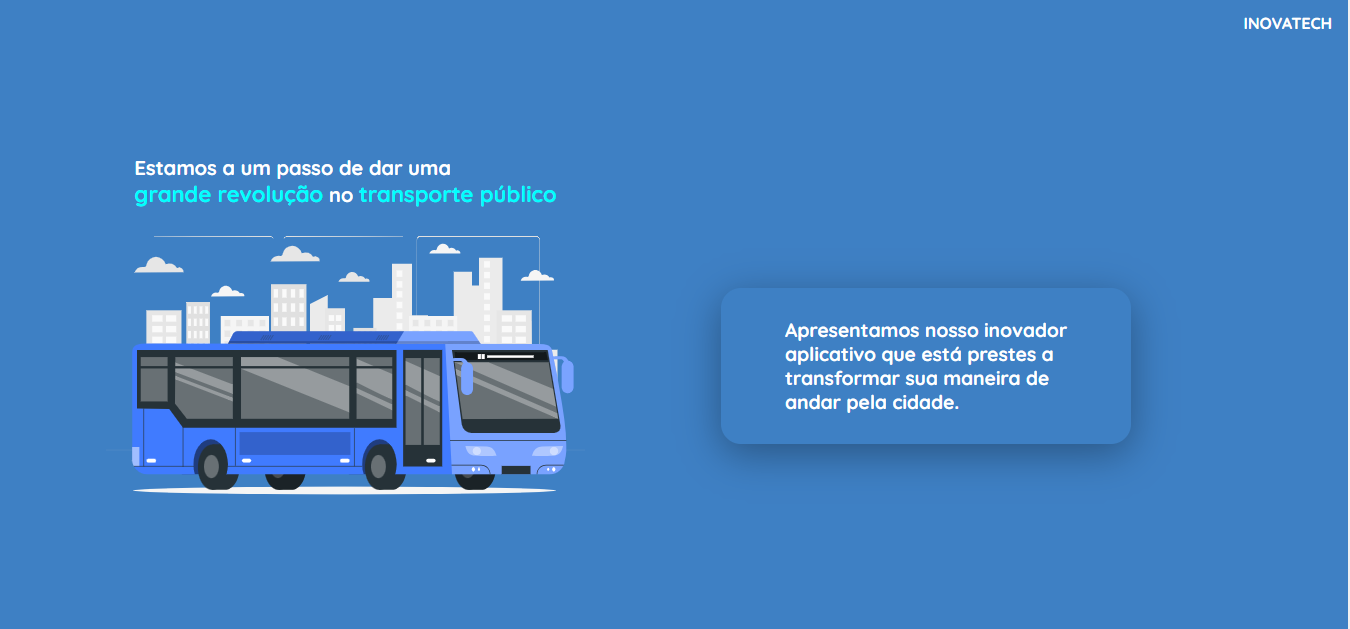 INOVATECH
Estamos a um passo de dar uma
grande revolução no transporte público
Apresentamos nosso inovador
aplicativo que está prestes a
transformar sua maneira de
andar pela cidade.